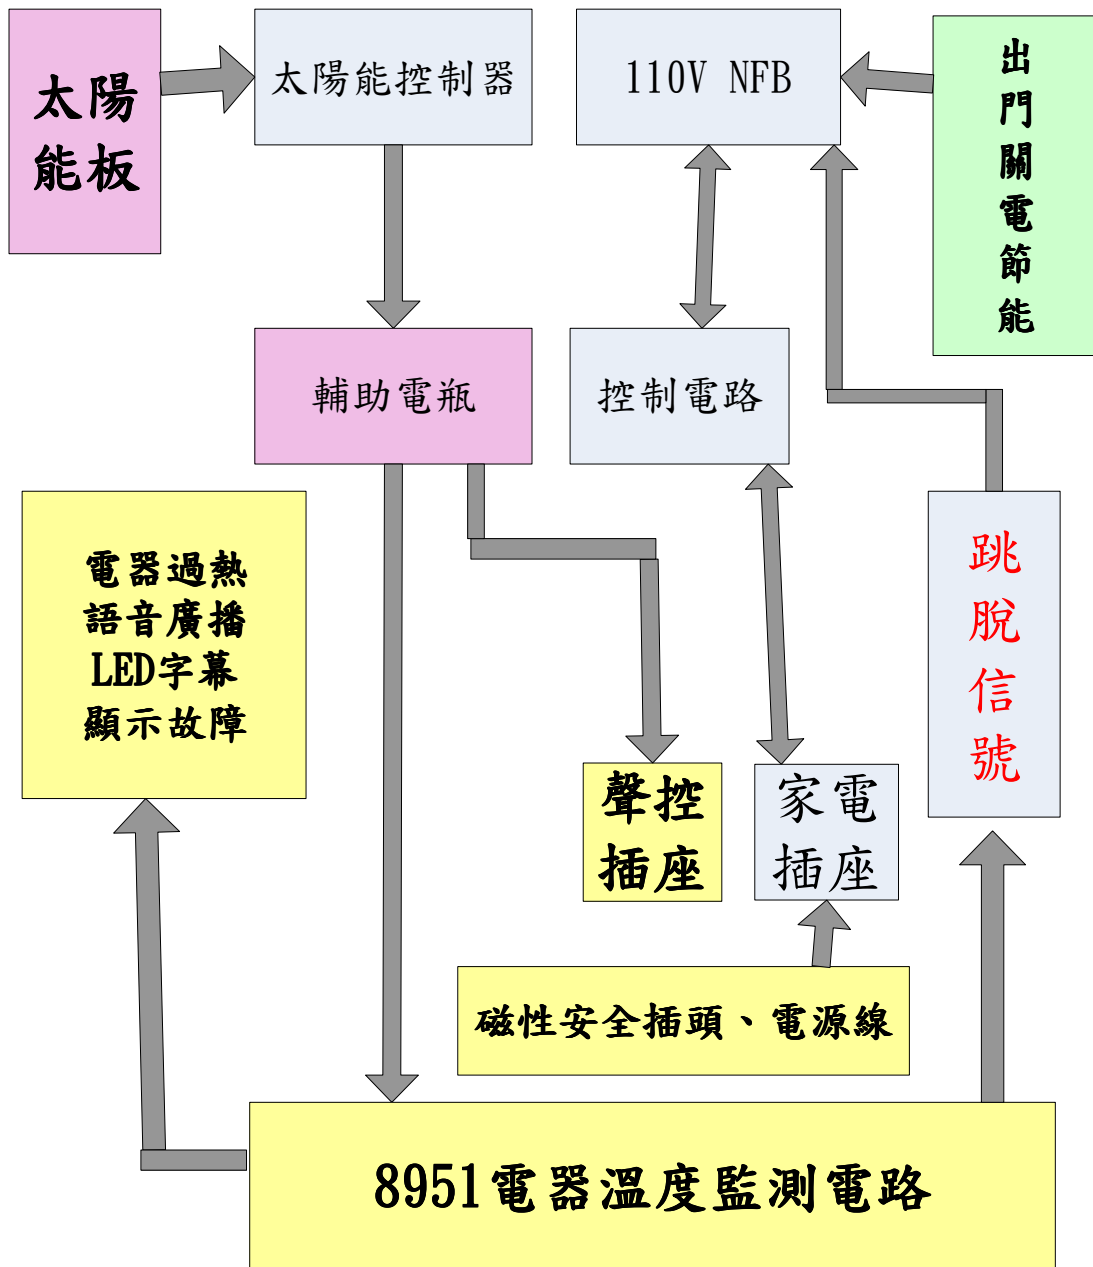 太陽
能板
太陽能控制器
110V NFB
出
門
關
電
節
能
輔助電瓶
控制電路
電器過熱
語音廣播
LED字幕
顯示故障
跳
脫
信
號
聲控
插座
家電
插座
磁性安全插頭、電源線
8951電器溫度監測電路